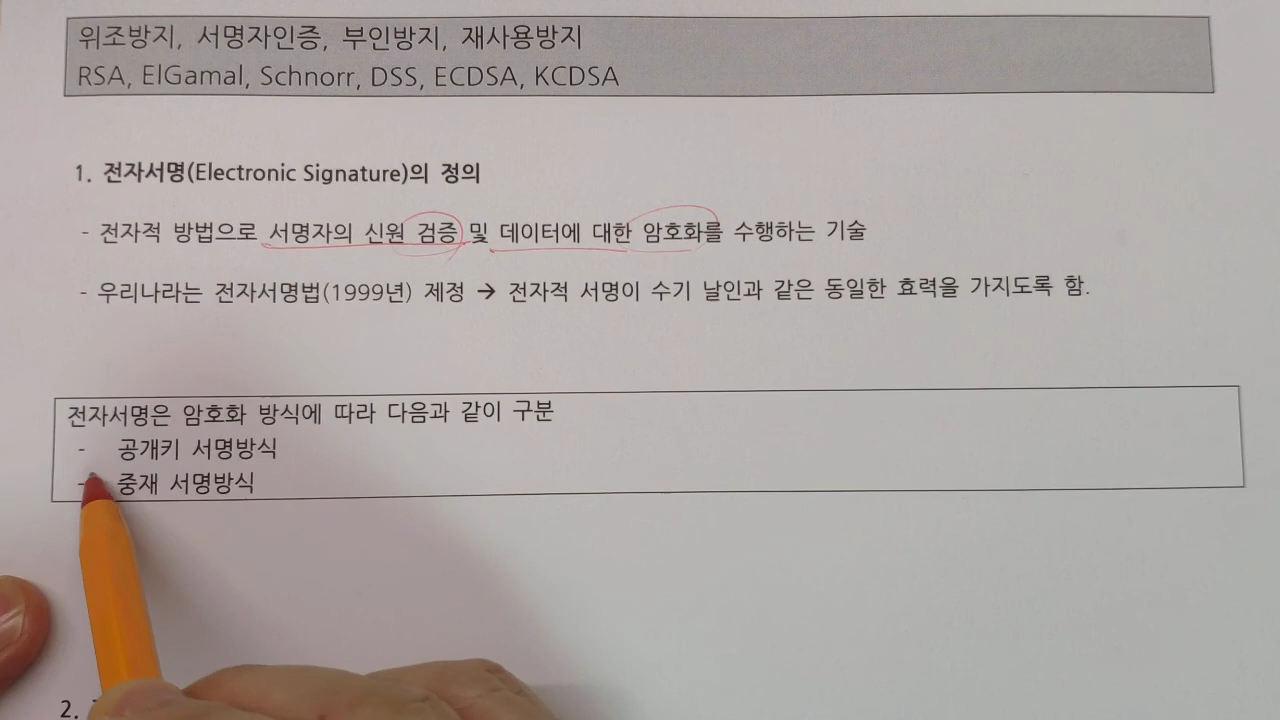 위조방지, 서명자인증, 부인방지, 재사용방지
RSA, ElGamal, Schnorr, DSS, ECDSA, KCDSA
1. 전자서명(Electronic Signature)의 정의
- 전자적 방법으로 서명자의 신원 검증 및 데이터에 대한 암호화를 수행하는 기술
- 우리나라는 전자서명법(1999년) 제정 → 전자적 서명이 수기 날인과 같은 동일한 효력을 가지도록 함.
전자서명은 암호화 방식에 따라 다음과 같이 구분
- 공개키 서명방식
- 중재 서명방식
2.